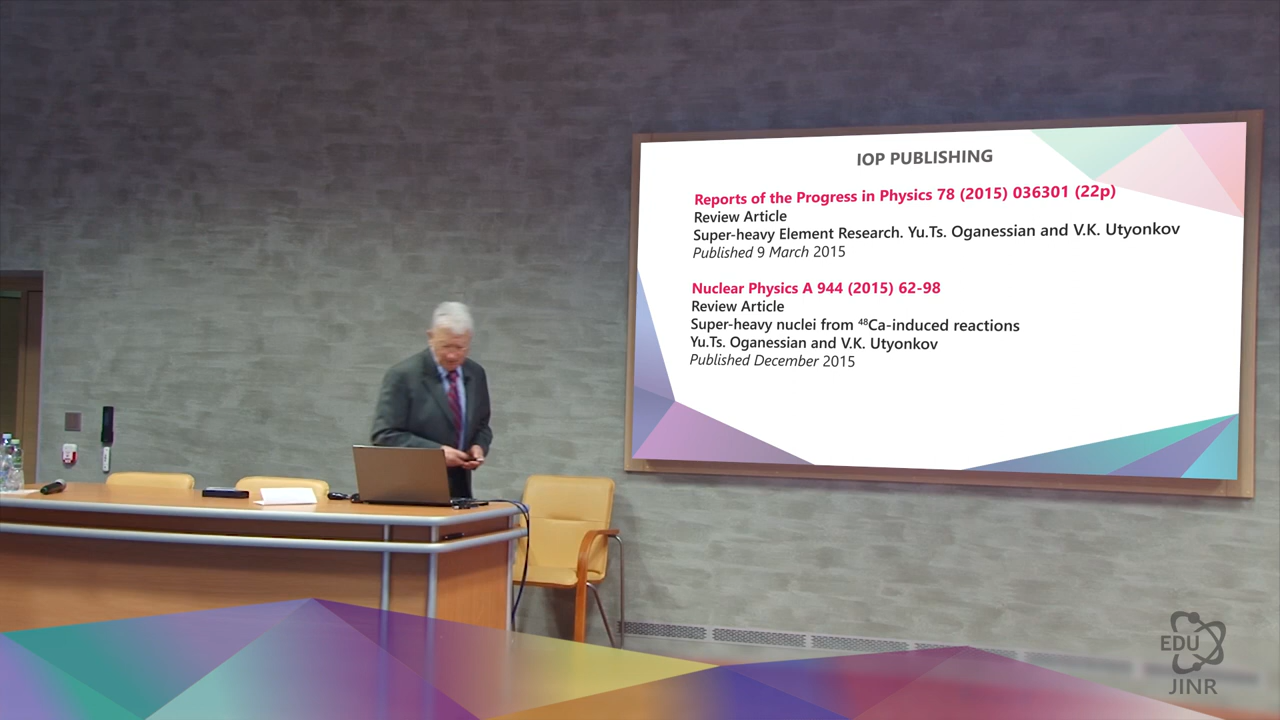 IOP PUBLISHING
Reports of the Progress in Physics 78 (2015) 036301 (22p)
Review Article
Super-heavy Element Research. Yu.Ts. Oganessian and V.K. Utyonkov
Published 9 March 2015
Nuclear Physics A 944 (2015) 62-98
Review Article
Super-heavy nuclei from ⁴⁸Ca-induced reactions
Yu.Ts. Oganessian and V.K. Utyonkov
Published December 2015
EDU
JINR